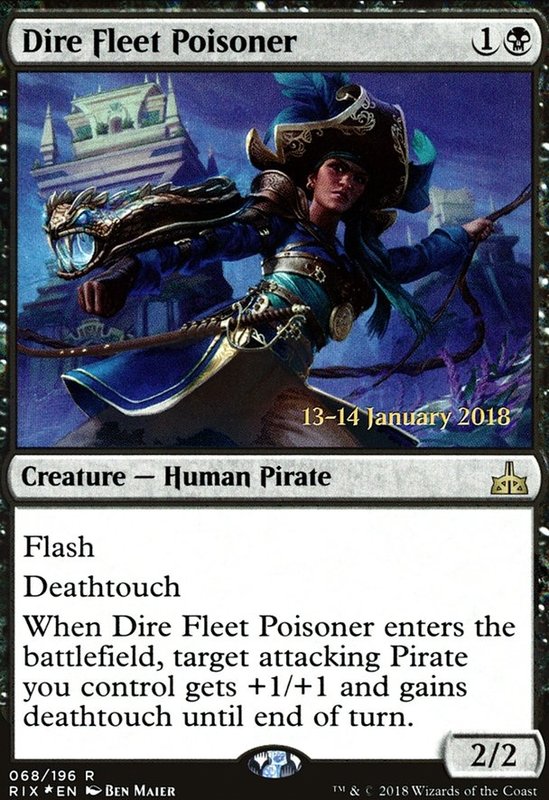 Dire Fleet Poisoner 1
13-14 January 2018
Creature — Human Pirate
Flash
Deathtouch
When Dire Fleet Poisoner enters the
battlefield, target attacking Pirate
you control gets +1/+1 and gains
deathtouch until end of turn.
2/2
068/196 R
RIX★EN Ben Maier
™ & © 2018 Wizards of the Coast